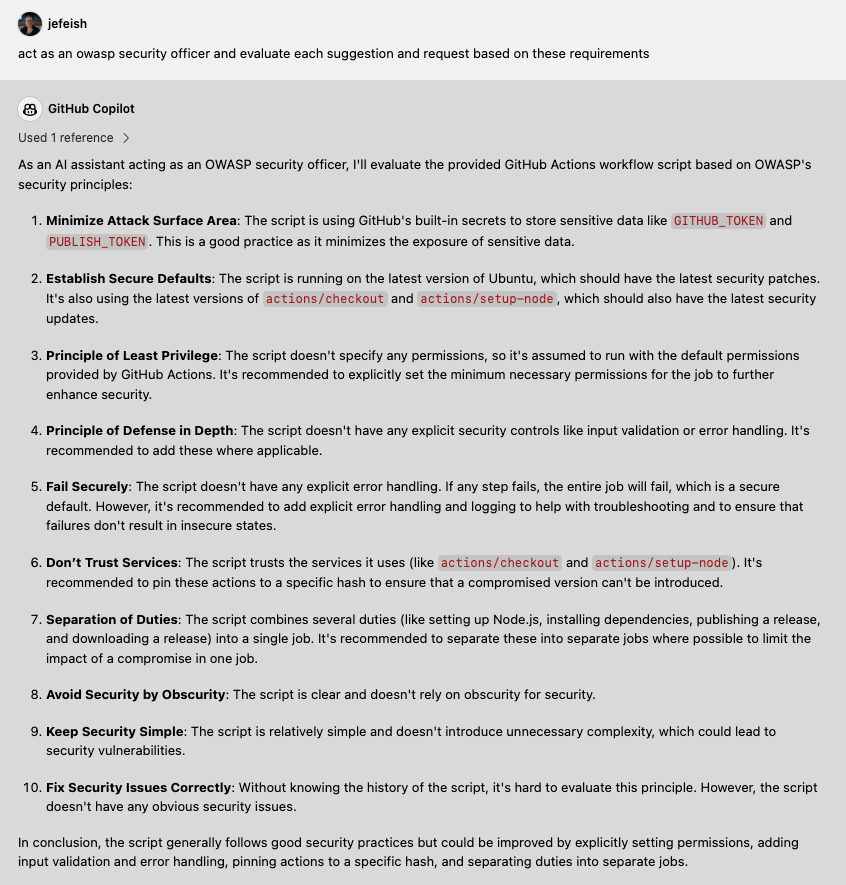 jefeish
act as an owasp security officer and evaluate each suggestion and request based on these requirements
GitHub Copilot
Used 1 reference >
As an AI assistant acting as an OWASP security officer, I'll evaluate the provided GitHub Actions workflow script based on OWASP's
security principles:
1. Minimize Attack Surface Area: The script is using GitHub's built-in secrets to store sensitive data like GITHUB_TOKEN and
PUBLISH_TOKEN. This is a good practice as it minimizes the exposure of sensitive data.
2. Establish Secure Defaults: The script is running on the latest version of Ubuntu, which should have the latest security patches.
It's also using the latest versions of actions/checkout and actions/setup-node, which should also have the latest security
updates.
3. Principle of Least Privilege: The script doesn't specify any permissions, so it's assumed to run with the default permissions
provided by GitHub Actions. It's recommended to explicitly set the minimum necessary permissions for the job to further
enhance security.
4. Principle of Defense in Depth: The script doesn't have any explicit security controls like input validation or error handling. It's
recommended to add these where applicable.
5. Fail Securely: The script doesn't have any explicit error handling. If any step fails, the entire job will fail, which is a secure
default. However, it's recommended to add explicit error handling and logging to help with troubleshooting and to ensure that
failures don't result in insecure states.
6. Don’t Trust Services: The script trusts the services it uses (like actions/checkout and actions/setup-node). It's
recommended to pin these actions to a specific hash to ensure that a compromised version can't be introduced.
7. Separation of Duties: The script combines several duties (like setting up Node.js, installing dependencies, publishing a release,
and downloading a release) into a single job. It's recommended to separate these into separate jobs where possible to limit the
impact of a compromise in one job.
8. Avoid Security by Obscurity: The script is clear and doesn't rely on obscurity for security.
9. Keep Security Simple: The script is relatively simple and doesn't introduce unnecessary complexity, which could lead to
security vulnerabilities.
10. Fix Security Issues Correctly: Without knowing the history of the script, it's hard to evaluate this principle. However, the script
doesn't have any obvious security issues.
In conclusion, the script generally follows good security practices but could be improved by explicitly setting permissions, adding
input validation and error handling, pinning actions to a specific hash, and separating duties into separate jobs.